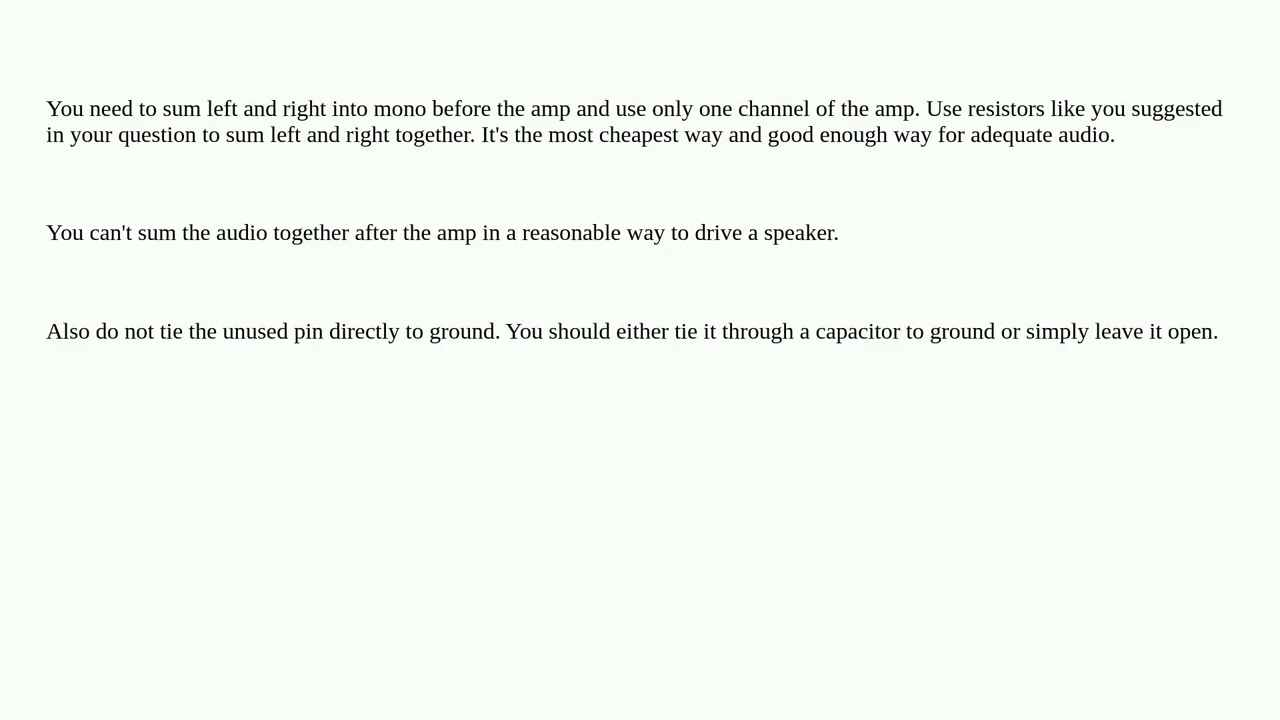 You need to sum left and right into mono before the amp and use only one channel of the amp. Use resistors like you suggested
in your question to sum left and right together. It's the most cheapest way and good enough way for adequate audio.
You can't sum the audio together after the amp in a reasonable way to drive a speaker.
Also do not tie the unused pin directly to ground. You should either tie it through a capacitor to ground or simply leave it open.